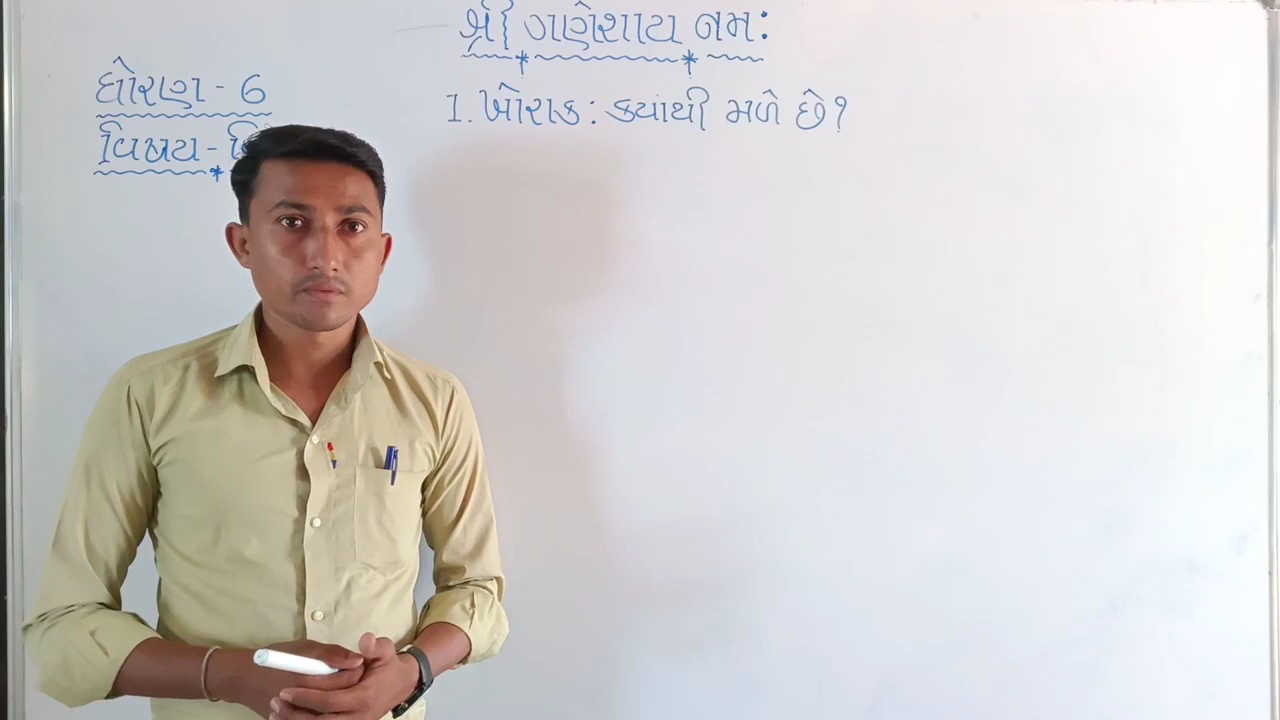 શ્રી ગણેશાય નમ:
ધોરણ - 6
વિષય -
1. ખોરાક : ક્યાંથી મળે છે?